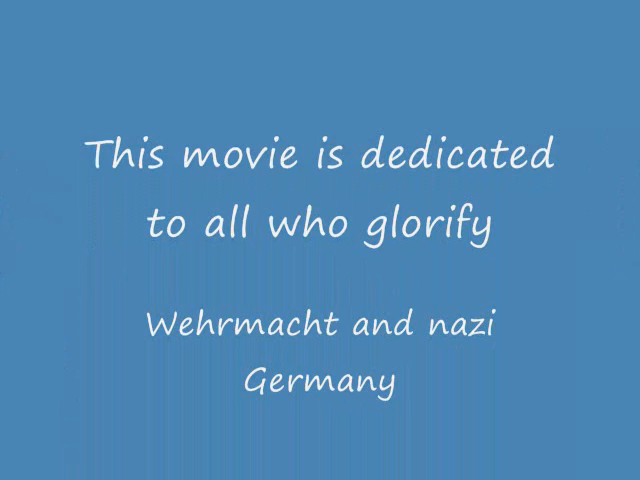 This movie is dedicated
to all who glorify
Wehrmacht and nazi
Germany